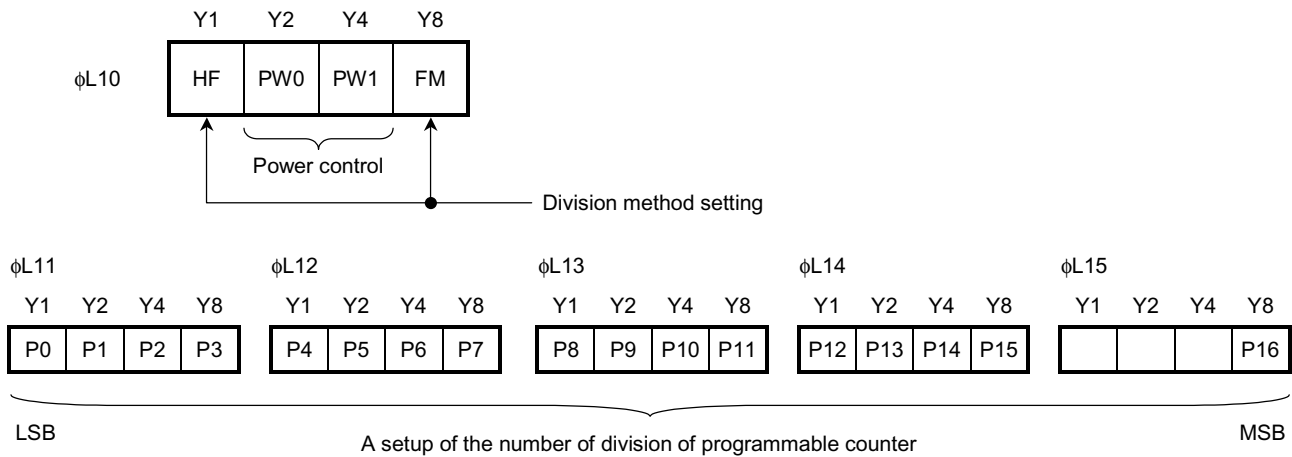 Y1 Y2 Y4 Y8
ϕL10 HF PW0 PW1 FM
Power control
Division method setting
ϕL11 ϕL12 ϕL13 ϕL14 ϕL15
Y1 Y2 Y4 Y8 Y1 Y2 Y4 Y8 Y1 Y2 Y4 Y8 Y1 Y2 Y4 Y8 Y1 Y2 Y4 Y8
P0 P1 P2 P3 P4 P5 P6 P7 P8 P9 P10 P11 P12 P13 P14 P15 P16
LSB MSB
A setup of the number of division of programmable counter